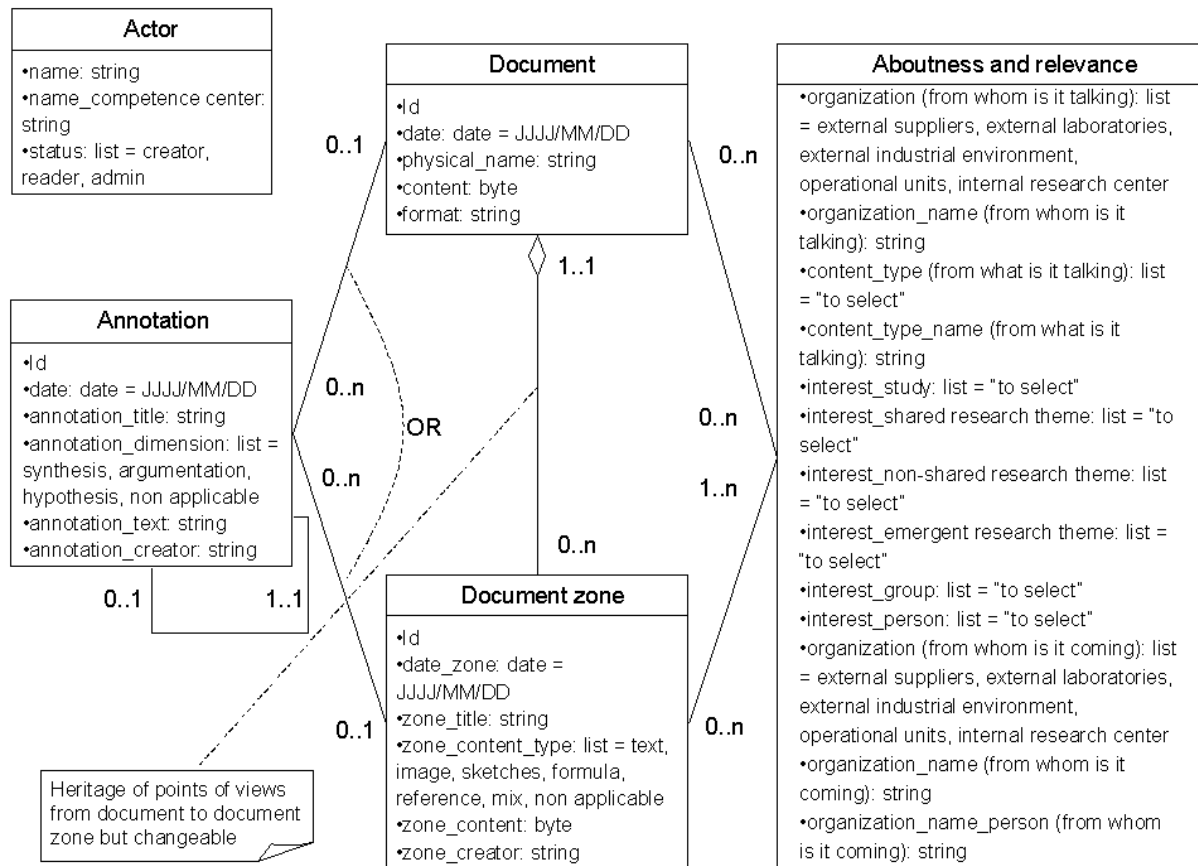 Actor
•name: string
•name_competence center:
string
•status: list = creator,
reader, admin
Document
•Id
•date: date = JJJJ/MM/DD
•physical_name: string
•content: byte
•format: string
Aboutness and relevance
•organization (from whom is it talking): list
= external suppliers, external laboratories,
external industrial environment,
operational units, internal research center
•organization_name (from whom is it
talking): string
•content_type (from what is it talking): list
= "to select"
•content_type_name (from what is it
talking): string
•interest_study: list = "to select"
•interest_shared research theme: list = "to
select"
•interest_non-shared research theme: list
= "to select"
•interest_emergent research theme: list =
"to select"
•interest_group: list = "to select"
•interest_person: list = "to select"
•organization (from whom is it coming): list
= external suppliers, external laboratories,
external industrial environment,
operational units, internal research center
•organization_name (from whom is it
coming): string
•organization_name_person (from whom
is it coming): string
0..1
0..n
1..1
Annotation
•Id
•date: date = JJJJ/MM/DD
•annotation_title: string
•annotation_dimension: list =
synthesis, argumentation,
hypothesis, non applicable
•annotation_text: string
•annotation_creator: string
0..n
OR
0..n
0..n
1..n
0..n
0..1
1..1
Document zone
•Id
•date_zone: date =
JJJJ/MM/DD
•zone_title: string
•zone_content_type: list = text,
image, sketches, formula,
reference, mix, non applicable
•zone_content: byte
•zone_creator: string
0..1
0..n
Heritage of points of views
from document to document
zone but changeable